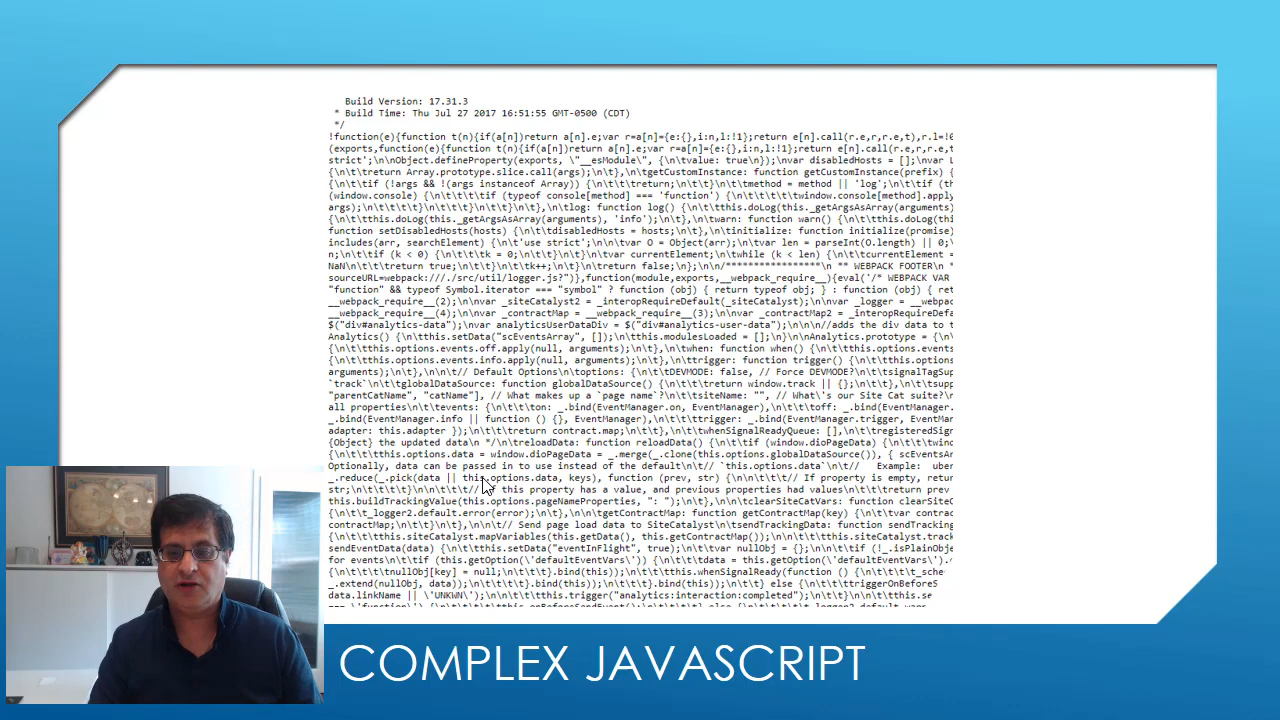 Build Version: 17.31.3
* Build Time: Thu Jul 27 2017 16:51:55 GMT-0500 (CDT)
*/
!function(e){function t(n){if(a[n])return a[n].e;var r=a[n]={e:{},i:n,l:!1};return e[n].call(r.e,r,r.e,t),r.l=!0
(exports,function(e){function t(n){if(a[n])return a[n].e;var r=a[n]={e:{},i:n,l:!1};return e[n].call(r.e,r,r.e,t
strict';\n\nObject.defineProperty(exports, \"__esModule\", {\n\tvalue: true\n});\nvar disabledHosts = [];\nvar L
{\n\treturn Array.prototype.slice.call(args);\n\t},\n\tgetCustomInstance: function getCustomInstance(prefix) {
{\n\t\tif (!args && !(args instanceof Array)) {\n\t\t\treturn;\n\t\t}\n\t\tmethod = method || 'log';\n\t\tif (th
(window.console) {\n\t\t\t\tif (typeof console[method] === 'function') {\n\t\t\t\t\twindow.console[method].apply
args);\n\t\t\t\t}\n\t\t\t}\n\t\t}\n\t},\n\tlog: function log() {\n\t\tthis.doLog(this._getArgsAsArray(arguments)
{\n\t\tthis.doLog(this._getArgsAsArray(arguments), 'info');\n\t},\n\twarn: function warn() {\n\t\tthis.doLog(thi
function setDisabledHosts(hosts) {\n\t\tdisabledHosts = hosts;\n\t},\n\tinitialize: function initialize(promise)
includes(arr, searchElement) {\n\t'use strict';\n\n\tvar O = Object(arr);\n\tvar len = parseInt(O.length) || 0;
n;\n\t\tif (k < 0) {\n\t\t\tk = 0;\n\t\t}\n\t}\n\tvar currentElement;\n\twhile (k < len) {\n\t\tcurrentElement
NaN\n\t\t\treturn true;\n\t\t}\n\t\tk++;\n\t}\n\treturn false;\n};\n\n/*****************\n ** WEBPACK FOOTER\n *
sourceURL=webpack:///./src/util/logger.js?")},function(module,exports,__webpack_require__){eval('/* WEBPACK VAR
"function" && typeof Symbol.iterator === "symbol" ? function (obj) { return typeof obj; } : function (obj) { ret
__webpack_require__(2);\n\nvar _siteCatalyst2 = _interopRequireDefault(_siteCatalyst);\n\nvar _logger = __webpac
__webpack_require__(4);\n\nvar _contractMap = __webpack_require__(3);\n\nvar _contractMap2 = _interopRequireDefa
$("div#analytics-data");\nvar analyticsUserDataDiv = $("div#analytics-user-data");\n\n\n//adds the div data to t
Analytics() {\n\tthis.setData("scEventsArray", []);\n\tthis.modulesLoaded = [];\n}\n\nAnalytics.prototype = {\n
{\n\t\tthis.options.events.off.apply(null, arguments);\n\t},\n\twhen: function when() {\n\t\tthis.options.events
{\n\t\tthis.options.events.info.apply(null, arguments);\n\t},\n\ttrigger: function trigger() {\n\t\tthis.options
arguments);\n\t},\n\n\t// Default Options\n\toptions: {\n\t\tDEVMODE: false, // Force DEVMODE?\n\t\tsignalTagSup
`track`\n\t\tglobalDataSource: function globalDataSource() {\n\t\t\treturn window.track || {};\n\t\t},\n\t\tsupp
"parentCatName", "catName"], // What makes up a `page name`?\n\t\tsiteName: "", // What\'s our Site Cat suite?\n
all properties\n\t\tevents: {\n\t\t\ton: _.bind(EventManager.on, EventManager),\n\t\t\toff: _.bind(EventManager.
_.bind(EventManager.info || function () {}, EventManager),\n\t\t\ttrigger: _.bind(EventManager.trigger, EventMan
adapter: this.adapter });\n\t\t\treturn contract.map;\n\t\t},\n\t\twhenSignalReadyQueue: [],\n\t\tregisteredSign
{Object} the updated data\n */\n\treloadData: function reloadData() {\n\t\tif (window.dioPageData) {\n\t\t\twind
{\n\t\tthis.options.data = window.dioPageData = _.merge(_.clone(this.options.globalDataSource()), { scEventsAr
Optionally, data can be passed in to use instead of the default\n\t// `this.options.data`\n\t// Example: uber
_.reduce(_.pick(data || this.options.data, keys), function (prev, str) {\n\t\t\t// If property is empty, retur
str;\n\t\t\t}\n\t\t\t// If this property has a value, and previous properties had values\n\t\t\treturn prev
this.buildTrackingValue(this.options.pageNameProperties, ": ");\n\t},\n\tclearSiteCatVars: function clearSiteC
{\n\t\t_logger2.default.error(error);\n\t},\n\tgetContractMap: function getContractMap(key) {\n\t\tvar contrac
contractMap;\n\t},\n\n\t// Send page load data to SiteCatalyst\n\tsendTrackingData: function sendTracking
{\n\t\tthis.siteCatalyst.mapVariables(this.getData(), this.getContractMap());\n\t\tthis.siteCatalyst.track
sendEventData(data) {\n\t\tthis.setData("eventInFlight", true);\n\t\tvar nullObj = {};\n\n\t\tif (!_.isPlainObje
for events\n\t\tif (this.getOption(\'defaultEventVars\')) {\n\t\t\tdata = this.getOption(\'defaultEventVars\').
{\n\t\t\t\tnullObj[key] = null;\n\t\t\t}.bind(this));\n\t\t\tthis.whenSignalReady(function () {\n\t\t\t\tt_sche
_.extend(nullObj, data));\n\t\t\t\t}.bind(this));\n\t\t\t}.bind(this));\n\t\t} else {\n\t\t\ttriggerOnBeforeS
data.linkName || \'UNKWN\');\n\t\t\tthis.trigger("analytics:interaction:completed");\n\t\t}\n\n\t\tthis.se
COMPLEX JAVASCRIPT